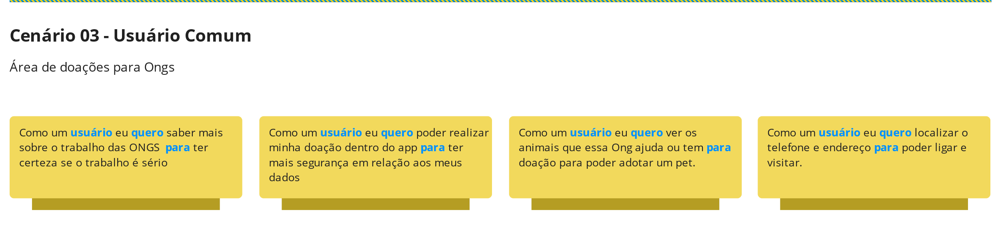 Cenário 03 - Usuário Comum
Área de doações para Ongs
Como um usuário eu quero saber mais
sobre o trabalho das ONGS  para ter
certeza se o trabalho é sério
Como um usuário eu quero poder realizar
minha doação dentro do app para ter
mais segurança em relação aos meus
dados
Como um usuário eu quero ver os
animais que essa Ong ajuda ou tem para
doação para poder adotar um pet.
Como um usuário eu quero localizar o
telefone e endereço para poder ligar e
visitar.